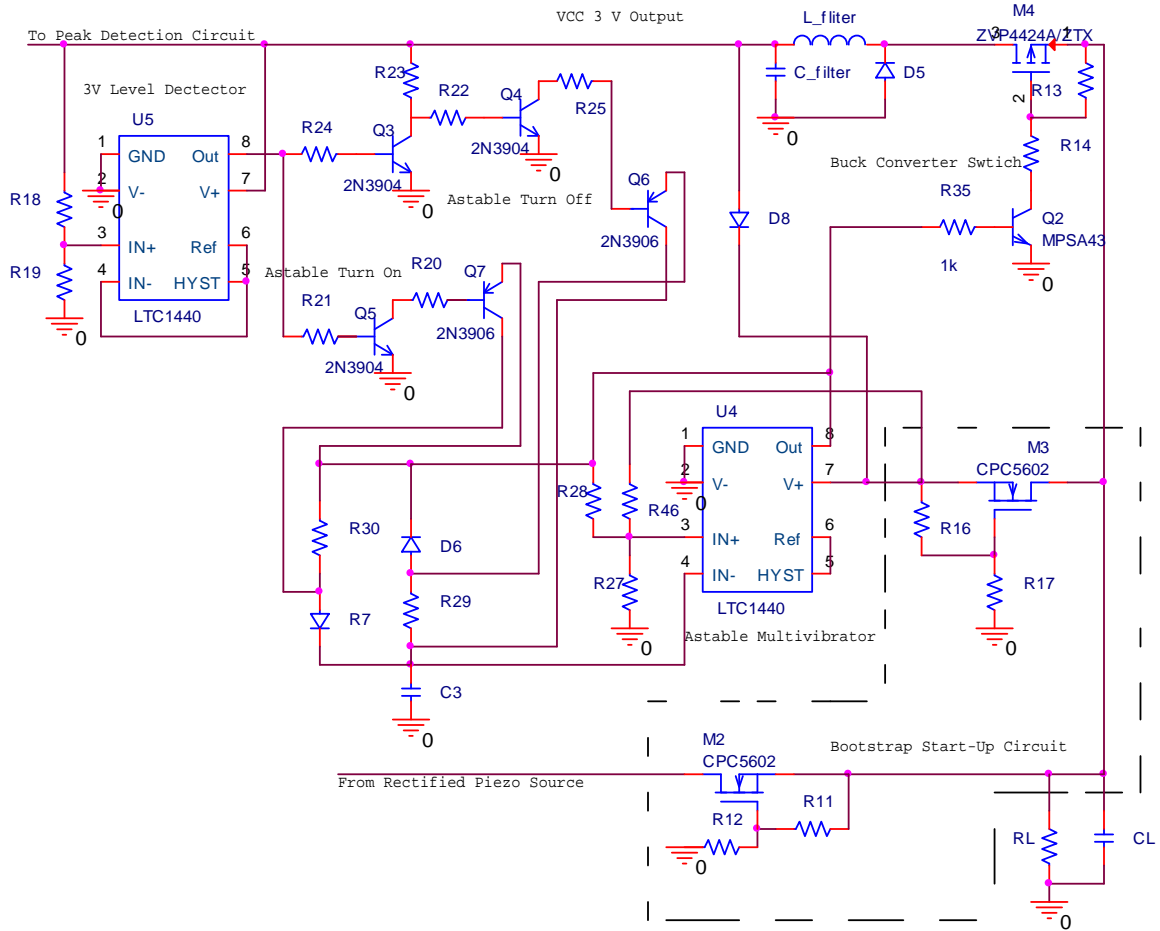 VCC 3 V Output
L_fliter
M4
To Peak Detection Circuit
3
ZVP4424A/ZTX
1
R23
C_filter
D5
3V Level Dectector
R22
Q4
R25
R13
2
U5
R24
Q3
2N3904
0
0
R14
1
GND
Out
8
2N3904
0
Buck Converter Swtich
2
V-
V+
7
0
0
Q6
R35
R18
Astable Turn Off
D8
Q2
3
IN+
Ref
6
2N3906
MPSA43
R19
4
IN-
HYST
5
Astable Turn On
R20
Q7
1k
0
R21
Q5
LTC1440
2N3906
0
2N3904
0
U4
1
GND
Out
8
M3
CPC5602
2
V-
V+
7
R28
R46
0
R16
R30
D6
3
IN+
Ref
6
R27
4
IN-
HYST
5
R29
R17
R7
LTC1440
Astable Multivibrator
0
0
C3
0
M2
Bootstrap Start-Up Circuit
CPC5602
From Rectified Piezo Source
R12
R11
RL
CL
0
0